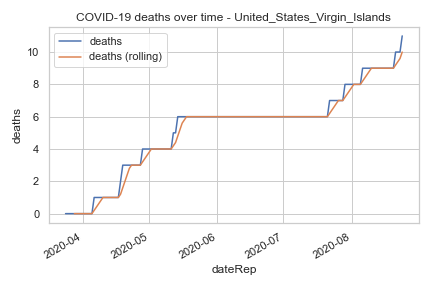 COVID-19 deaths over time - United_States_Virgin_Islands
deaths
deaths (rolling)
deaths
10
8
6
4
2
0
2020-04
2020-05
2020-06
2020-07
2020-08
dateRep